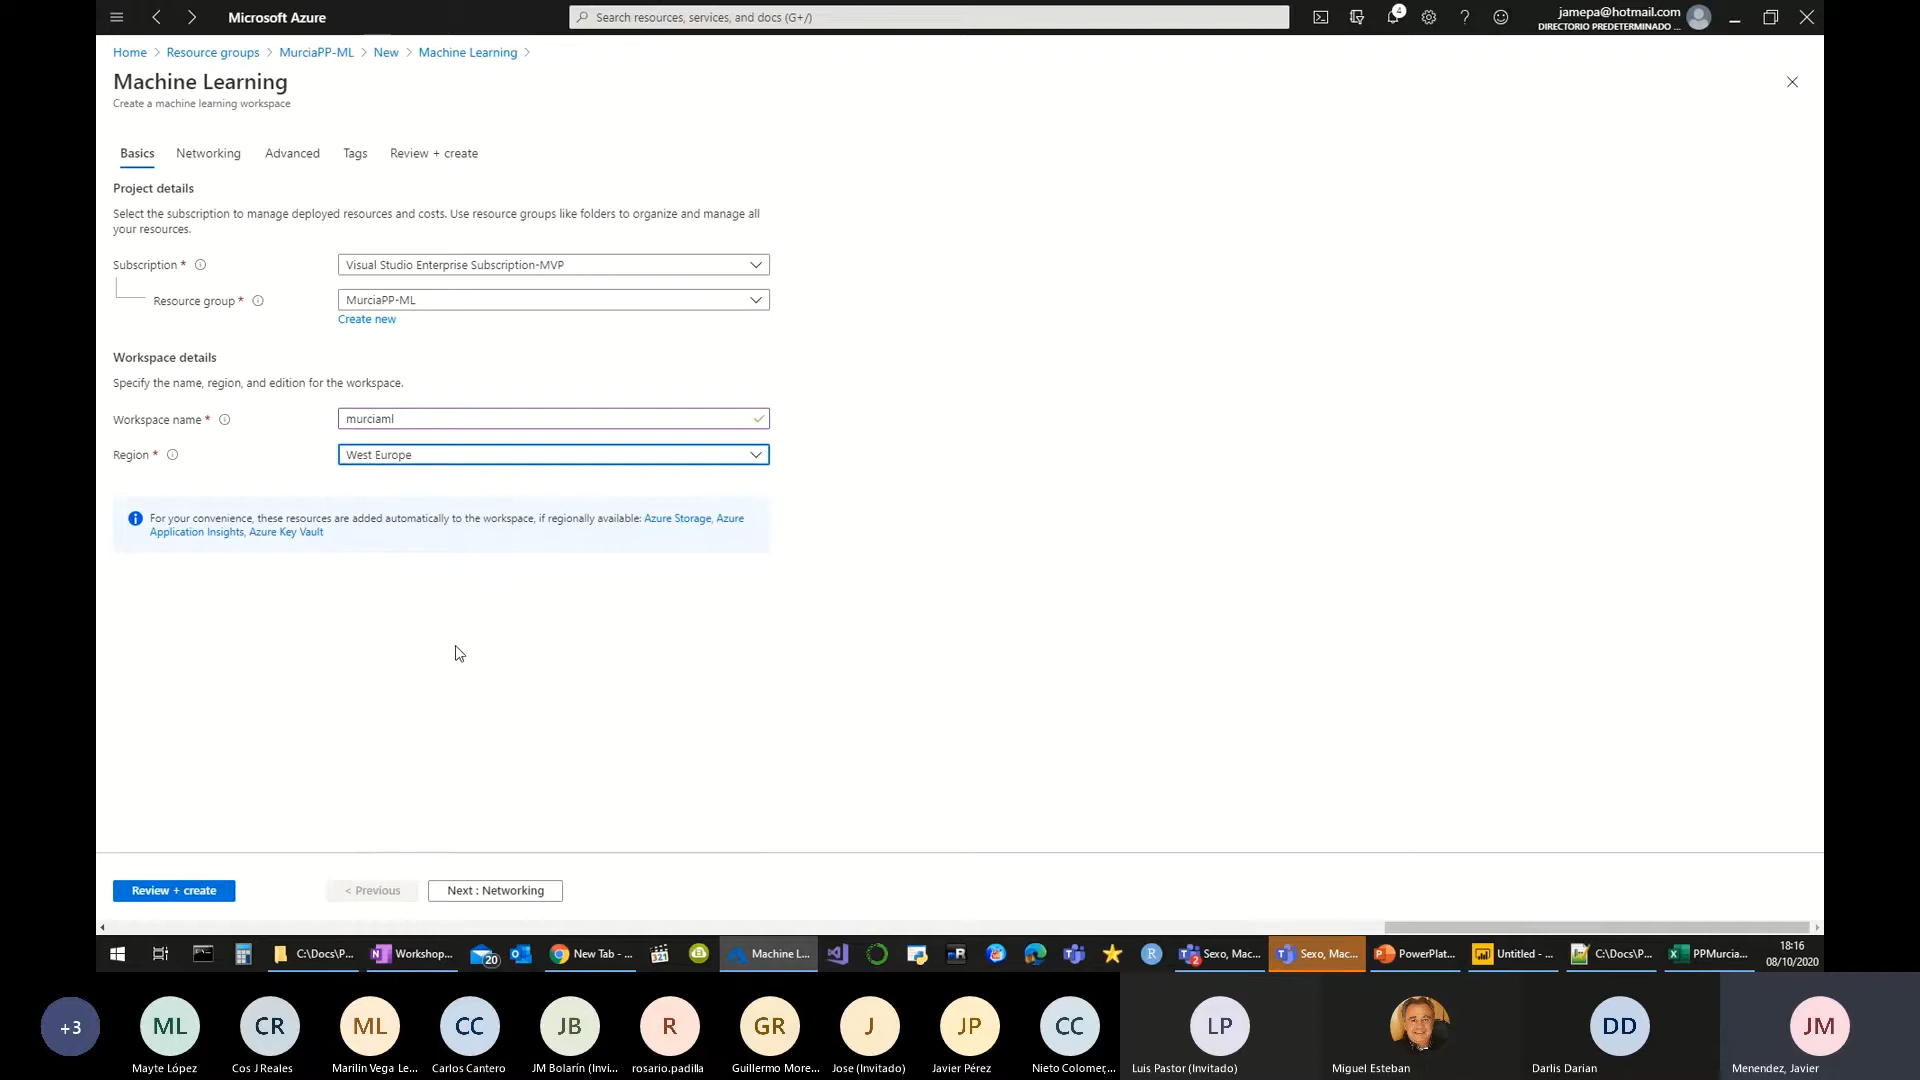 Microsoft Azure
Search resources, services, and docs (G+/)
4
jamepa@hotmail.com
DIRECTORIO PREDETERMINADO ...
Home > Resource groups > MurciaPP-ML > New > Machine Learning >
Machine Learning
Create a machine learning workspace
Basics Networking Advanced Tags Review + create
Project details
Select the subscription to manage deployed resources and costs. Use resource groups like folders to organize and manage all
your resources.
Subscription * Visual Studio Enterprise Subscription-MVP
Resource group * MurciaPP-ML
Create new
Workspace details
Specify the name, region, and edition for the workspace.
Workspace name * murciaml
Region * West Europe
For your convenience, these resources are added automatically to the workspace, if regionally available: Azure Storage, Azure
Application Insights, Azure Key Vault
Review + create < Previous Next : Networking
C:\Docs\P... Workshop... 20 New Tab - ... 321 Machine L... R R 2 Sexo, Mac... Sexo, Mac... PowerPlat... Untitled - ... C:\Docs\P... PPMurcia...
18:16
08/10/2020
+3 ML CR ML CC JB R GR J JP CC LP DD JM
Mayte López Cos J Reales Marilin Vega Le... Carlos Cantero JM Bolarín (Invi... rosario.padilla Guillermo More... Jose (Invitado) Javier Pérez Nieto Colomer,... Luis Pastor (Invitado) Miguel Esteban Darlis Darian Menendez, Javier